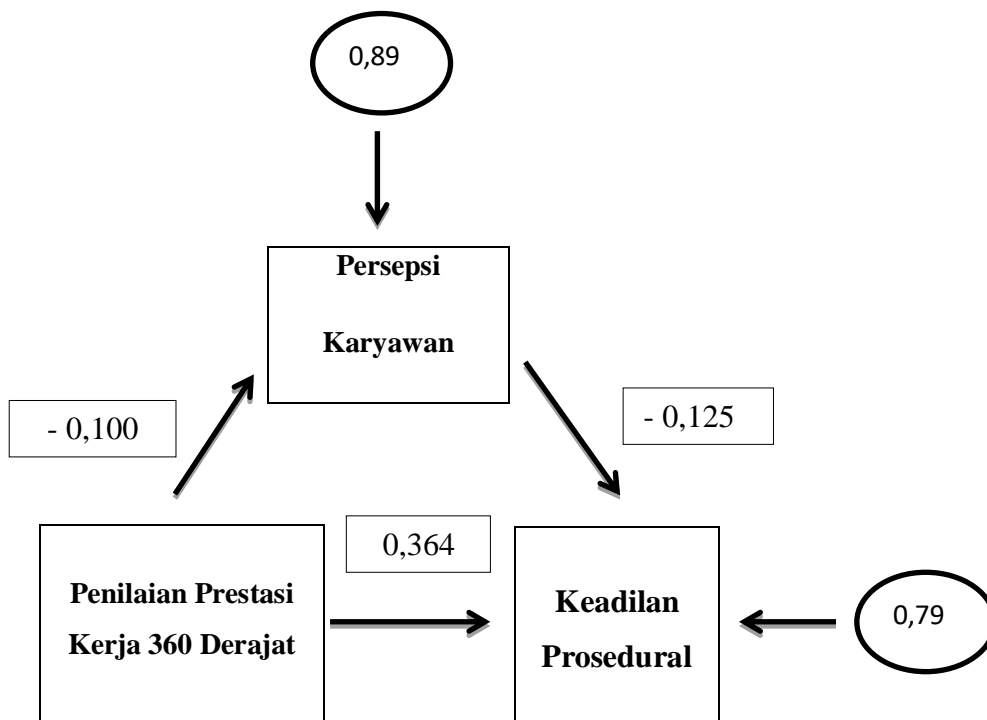 0,89
Persepsi
Karyawan
- 0,100
- 0,125
0,364
Penilaian Prestasi
Kerja 360 Derajat
Keadilan
Prosedural
0,79